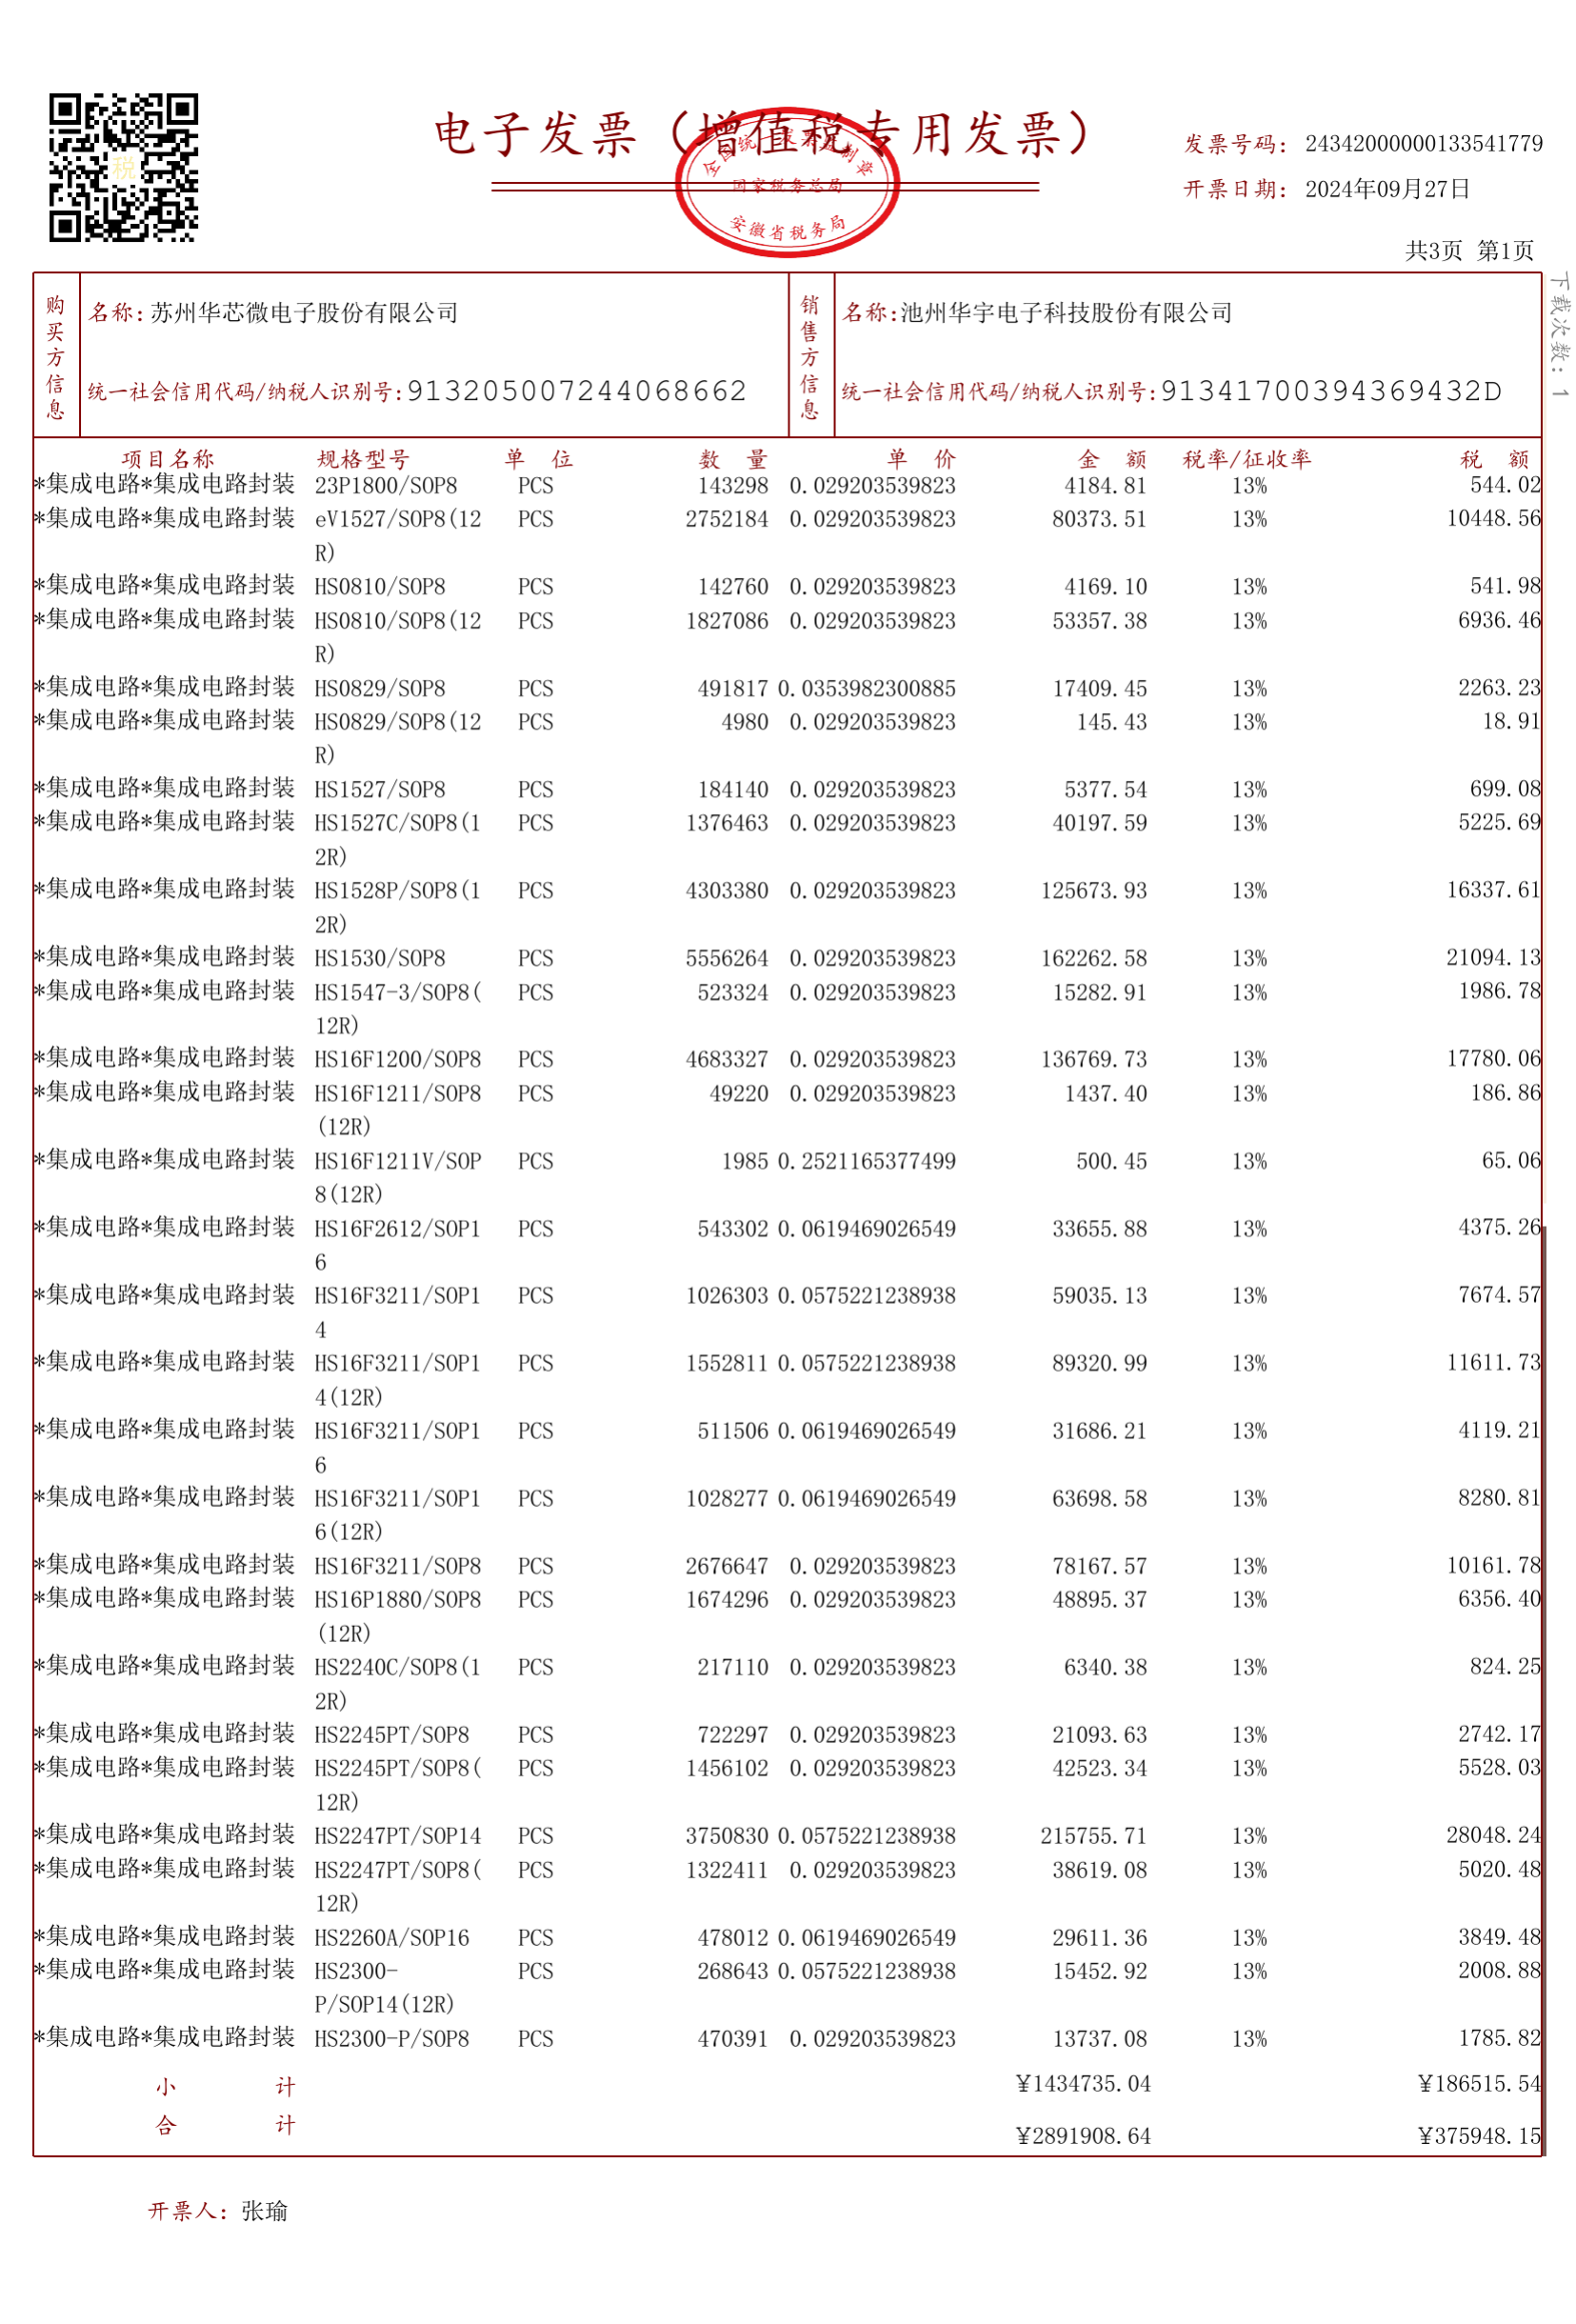 电子发票（增值税专用发票）
全国统一发票监制章
国家税务总局
安徽省税务局
税
发票号码：24342000000133541779
开票日期：2024年09月27日
共3页 第1页
下载次数：1
购买方信息
名称：苏州华芯微电子股份有限公司
统一社会信用代码/纳税人识别号：913205007244068662
销售方信息
名称：池州华宇电子科技股份有限公司
统一社会信用代码/纳税人识别号：91341700394369432D
项目名称 规格型号 单 位 数 量 单 价 金 额 税率/征收率 税 额
*集成电路*集成电路封装 23P1800/SOP8 PCS 143298 0.029203539823 4184.81 13% 544.02
*集成电路*集成电路封装 eV1527/SOP8(12 PCS 2752184 0.029203539823 80373.51 13% 10448.56
R)
*集成电路*集成电路封装 HS0810/SOP8 PCS 142760 0.029203539823 4169.10 13% 541.98
*集成电路*集成电路封装 HS0810/SOP8(12 PCS 1827086 0.029203539823 53357.38 13% 6936.46
R)
*集成电路*集成电路封装 HS0829/SOP8 PCS 491817 0.0353982300885 17409.45 13% 2263.23
*集成电路*集成电路封装 HS0829/SOP8(12 PCS 4980 0.029203539823 145.43 13% 18.91
R)
*集成电路*集成电路封装 HS1527/SOP8 PCS 184140 0.029203539823 5377.54 13% 699.08
*集成电路*集成电路封装 HS1527C/SOP8(1 PCS 1376463 0.029203539823 40197.59 13% 5225.69
2R)
*集成电路*集成电路封装 HS1528P/SOP8(1 PCS 4303380 0.029203539823 125673.93 13% 16337.61
2R)
*集成电路*集成电路封装 HS1530/SOP8 PCS 5556264 0.029203539823 162262.58 13% 21094.13
*集成电路*集成电路封装 HS1547-3/SOP8( PCS 523324 0.029203539823 15282.91 13% 1986.78
12R)
*集成电路*集成电路封装 HS16F1200/SOP8 PCS 4683327 0.029203539823 136769.73 13% 17780.06
*集成电路*集成电路封装 HS16F1211/SOP8 PCS 49220 0.029203539823 1437.40 13% 186.86
(12R)
*集成电路*集成电路封装 HS16F1211V/SOP PCS 1985 0.2521165377499 500.45 13% 65.06
8(12R)
*集成电路*集成电路封装 HS16F2612/SOP1 PCS 543302 0.0619469026549 33655.88 13% 4375.26
6
*集成电路*集成电路封装 HS16F3211/SOP1 PCS 1026303 0.0575221238938 59035.13 13% 7674.57
4
*集成电路*集成电路封装 HS16F3211/SOP1 PCS 1552811 0.0575221238938 89320.99 13% 11611.73
4(12R)
*集成电路*集成电路封装 HS16F3211/SOP1 PCS 511506 0.0619469026549 31686.21 13% 4119.21
6
*集成电路*集成电路封装 HS16F3211/SOP1 PCS 1028277 0.0619469026549 63698.58 13% 8280.81
6(12R)
*集成电路*集成电路封装 HS16F3211/SOP8 PCS 2676647 0.029203539823 78167.57 13% 10161.78
*集成电路*集成电路封装 HS16P1880/SOP8 PCS 1674296 0.029203539823 48895.37 13% 6356.40
(12R)
*集成电路*集成电路封装 HS2240C/SOP8(1 PCS 217110 0.029203539823 6340.38 13% 824.25
2R)
*集成电路*集成电路封装 HS2245PT/SOP8 PCS 722297 0.029203539823 21093.63 13% 2742.17
*集成电路*集成电路封装 HS2245PT/SOP8( PCS 1456102 0.029203539823 42523.34 13% 5528.03
12R)
*集成电路*集成电路封装 HS2247PT/SOP14 PCS 3750830 0.0575221238938 215755.71 13% 28048.24
*集成电路*集成电路封装 HS2247PT/SOP8( PCS 1322411 0.029203539823 38619.08 13% 5020.48
12R)
*集成电路*集成电路封装 HS2260A/SOP16 PCS 478012 0.0619469026549 29611.36 13% 3849.48
*集成电路*集成电路封装 HS2300- PCS 268643 0.0575221238938 15452.92 13% 2008.88
P/SOP14(12R)
*集成电路*集成电路封装 HS2300-P/SOP8 PCS 470391 0.029203539823 13737.08 13% 1785.82
小 计 ¥1434735.04 ¥186515.54
合 计 ¥2891908.64 ¥375948.15
开票人：张瑜